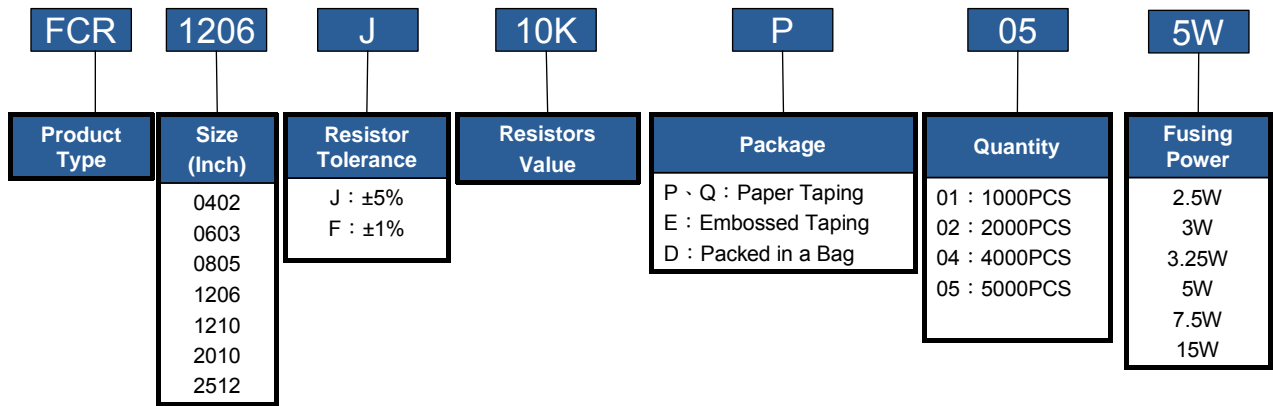 FCR 1206 J 10K P 05 5W
Product
Type
Size
(Inch)
0402
0603
0805
1206
1210
2010
2512
Resistor
Tolerance
J：±5%
F：±1%
Resistors
Value
Package
P、Q：Paper Taping
E：Embossed Taping
D：Packed in a Bag
Quantity
01：1000PCS
02：2000PCS
04：4000PCS
05：5000PCS
Fusing
Power
2.5W
3W
3.25W
5W
7.5W
15W